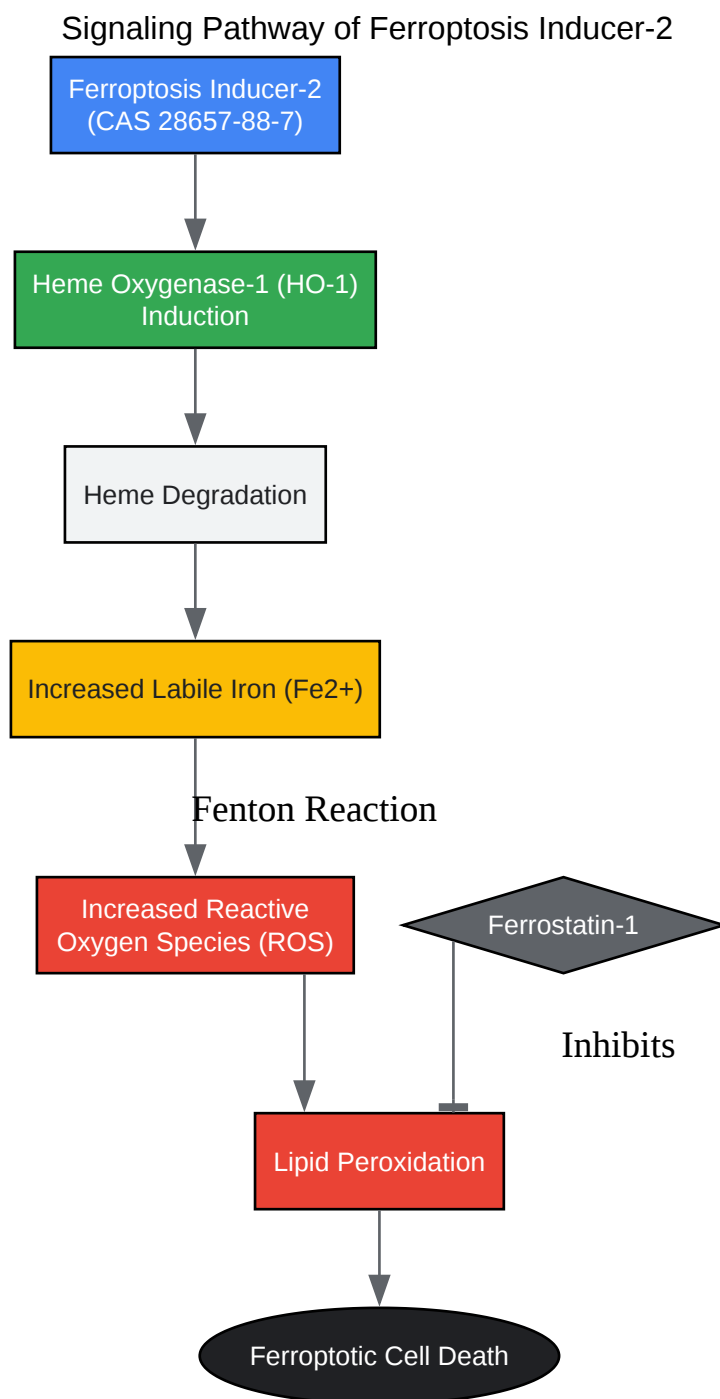 Signaling Pathway of Ferroptosis Inducer-2
Ferroptosis Inducer-2
(CAS 28657-88-7)
Heme Oxygenase-1 (HO-1)
Induction
Heme Degradation
Increased Labile Iron (Fe2+)
Fenton Reaction
Increased Reactive
Oxygen Species (ROS)
Ferrostatin-1
Inhibits
Lipid Peroxidation
Ferroptotic Cell Death